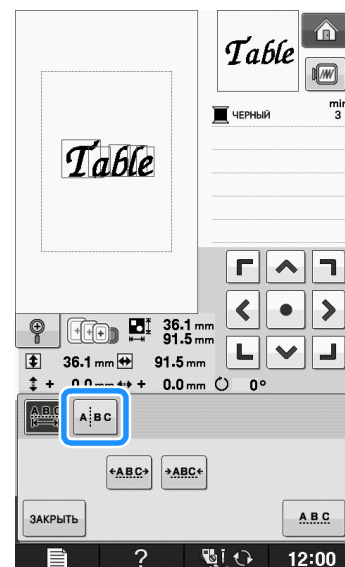 Table
ЧЕРНЫЙ
min
3
Table
36.1 mm
91.5 mm
36.1 mm
91.5 mm
+ 0.0 mm + 0.0 mm 0°
ABC
A BC
ABC
ABC
ЗАКРЫТЬ
ABC
?
12:00